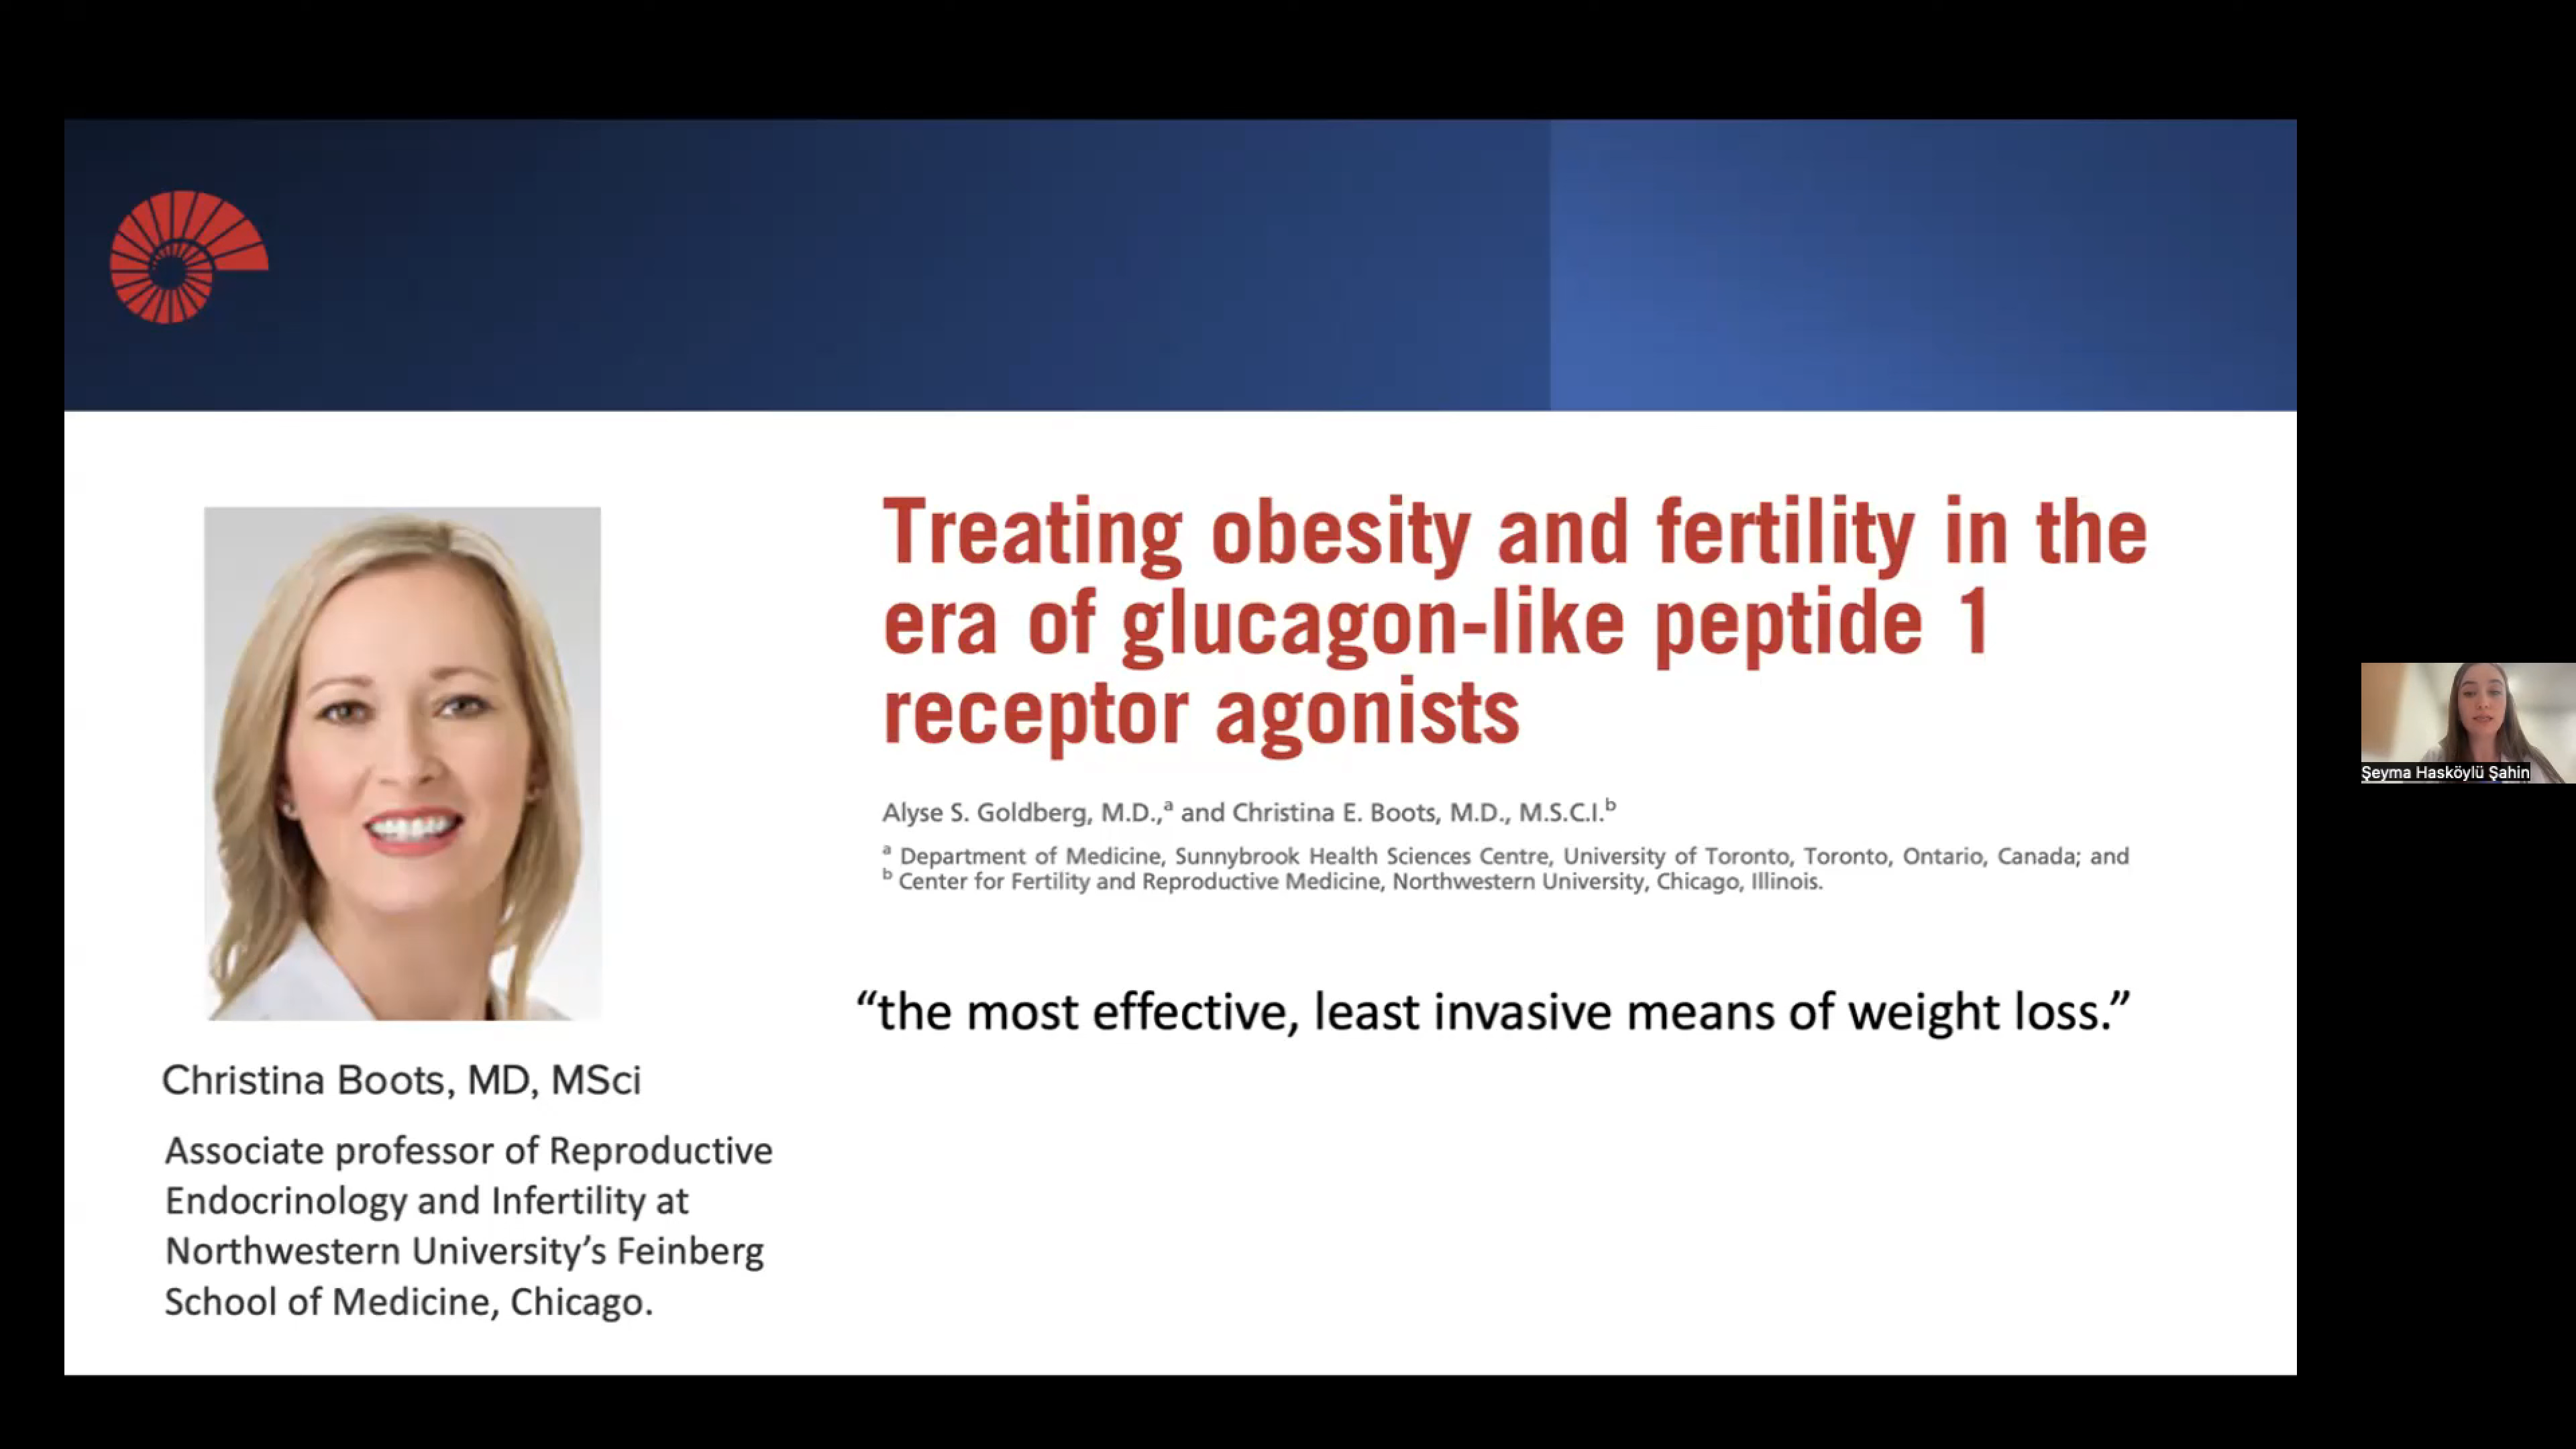 Treating obesity and fertility in the
era of glucagon-like peptide 1
receptor agonists
Alyse S. Goldberg, M.D.,a and Christina E. Boots, M.D., M.S.C.I.b
a Department of Medicine, Sunnybrook Health Sciences Centre, University of Toronto, Toronto, Ontario, Canada; and
b Center for Fertility and Reproductive Medicine, Northwestern University, Chicago, Illinois.
“the most effective, least invasive means of weight loss.”
Christina Boots, MD, MSci
Associate professor of Reproductive
Endocrinology and Infertility at
Northwestern University’s Feinberg
School of Medicine, Chicago.
Şeyma Hasköylü Şahin